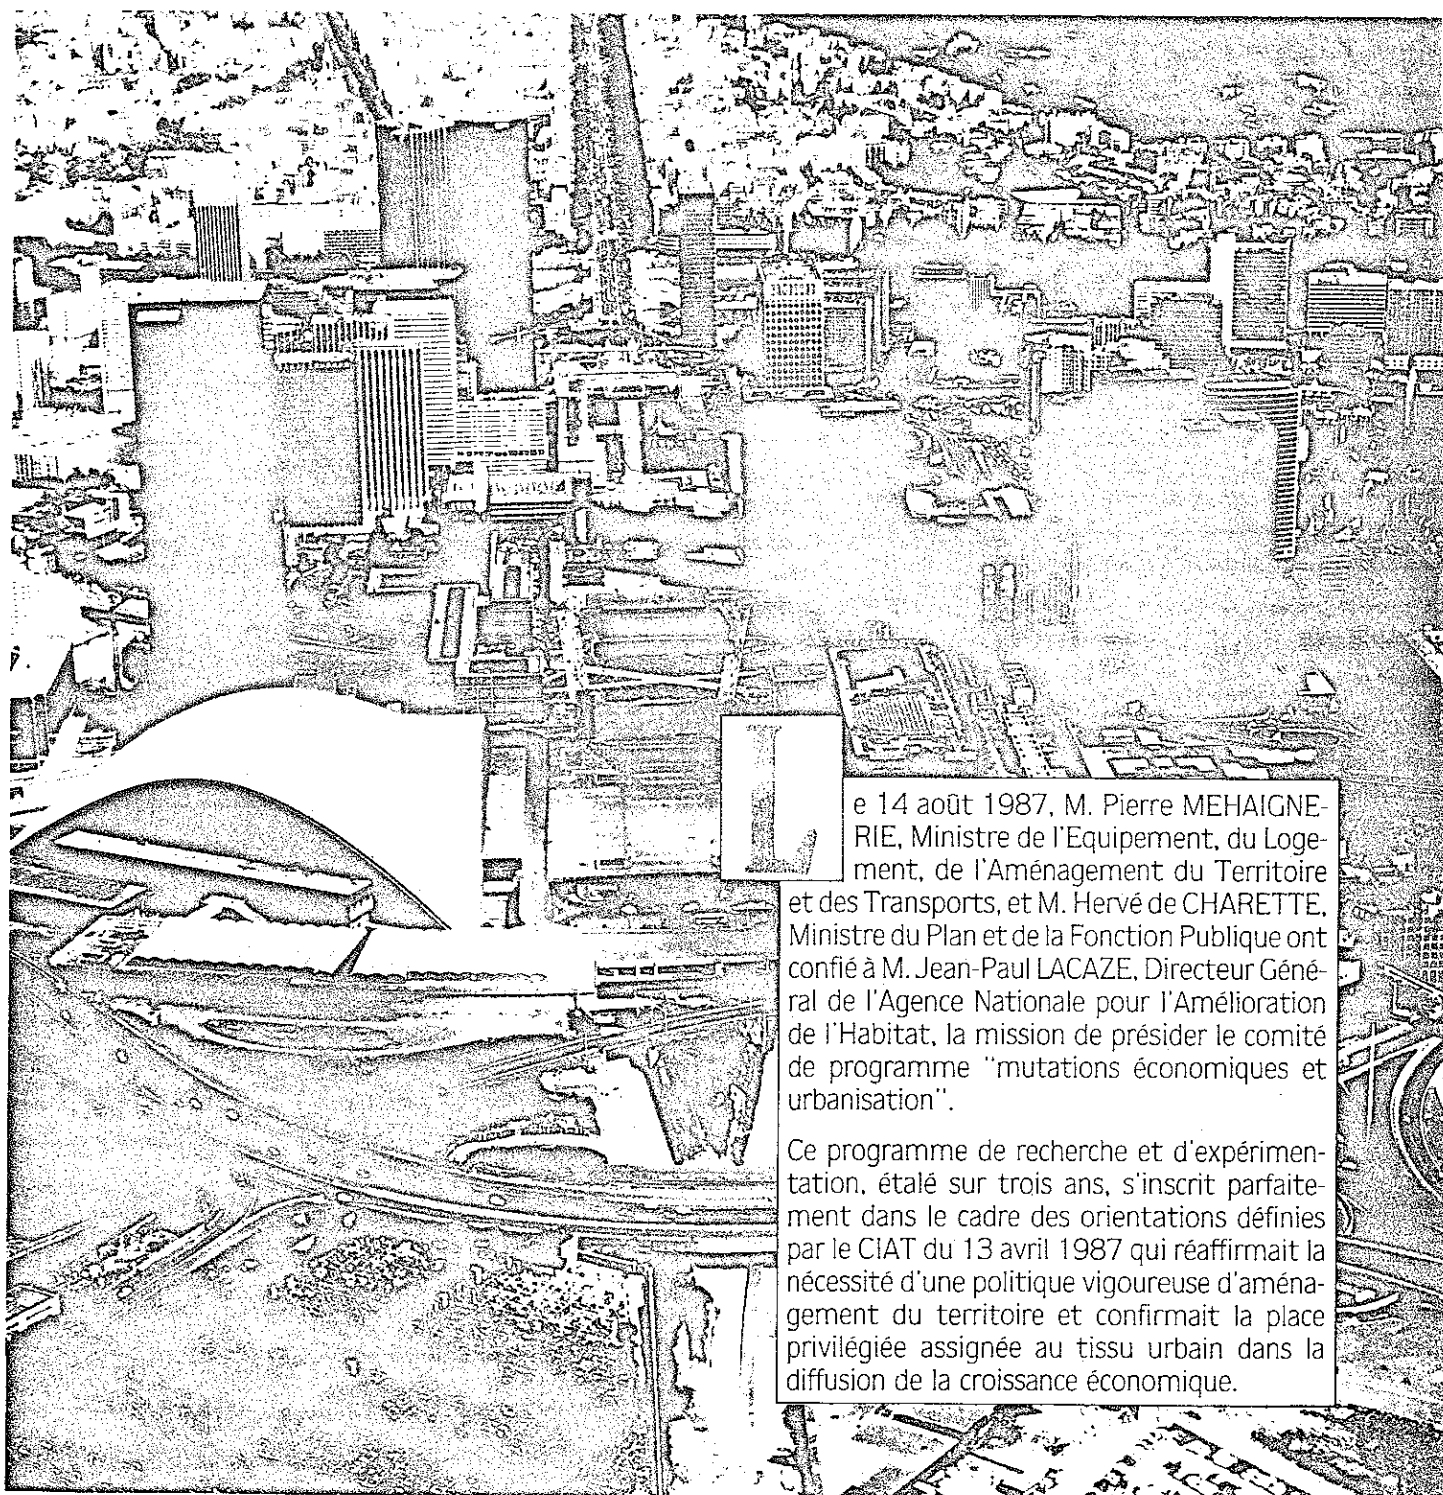 Le 14 août 1987, M. Pierre MEHAIGNE-
RIE, Ministre de l'Equipement, du Loge-
ment, de l'Aménagement du Territoire
et des Transports, et M. Hervé de CHARETTE,
Ministre du Plan et de la Fonction Publique ont
confié à M. Jean-Paul LACAZE, Directeur Géné-
ral de l'Agence Nationale pour l'Amélioration
de l'Habitat, la mission de présider le comité
de programme "mutations économiques et
urbanisation".
Ce programme de recherche et d'expérimen-
tation, étalé sur trois ans, s'inscrit parfaite-
ment dans le cadre des orientations définies
par le CIAT du 13 avril 1987 qui réaffirmait la
nécessité d'une politique vigoureuse d'aména-
gement du territoire et confirmait la place
privilégiée assignée au tissu urbain dans la
diffusion de la croissance économique.